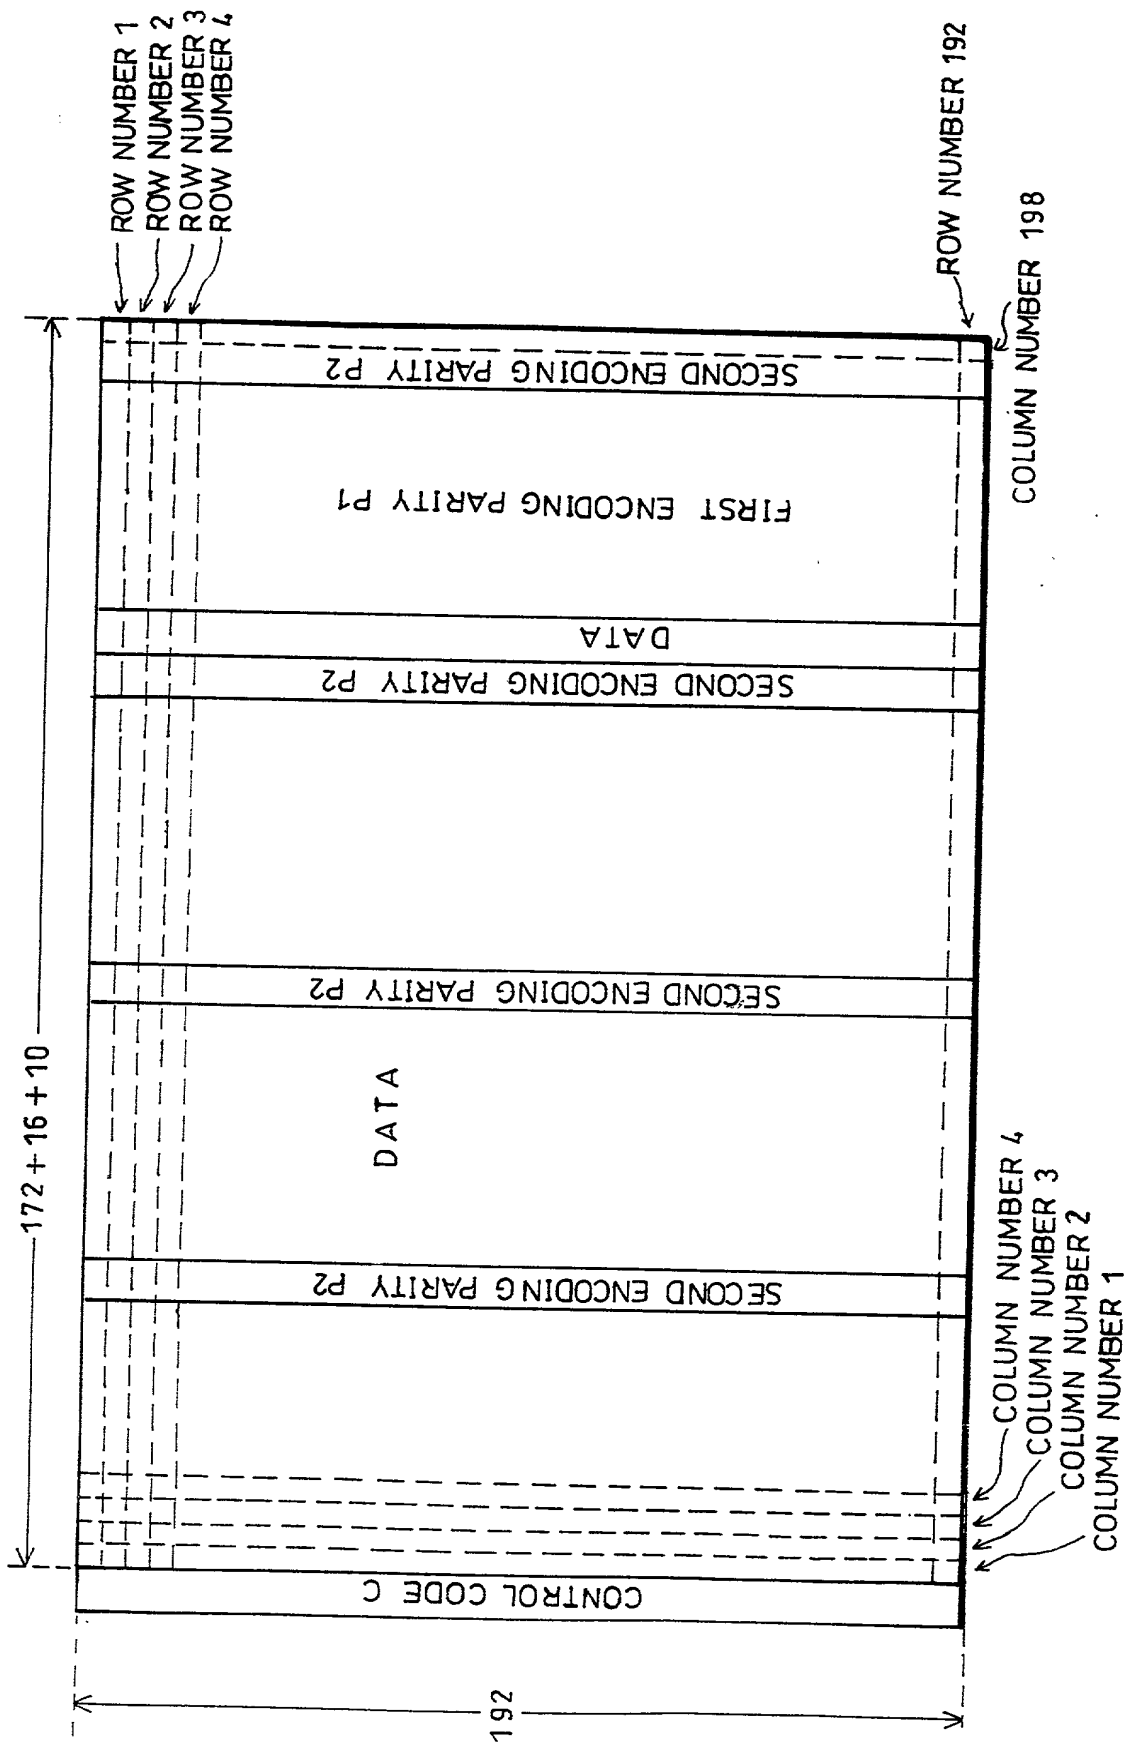 ROW NUMBER 1
ROW NUMBER 2
ROW NUMBER 3
ROW NUMBER 4
ROW NUMBER 192
COLUMN NUMBER 198
172+16+10
SECOND ENCODING PARITY P2
FIRST ENCODING PARITY P1
DATA
SECOND ENCODING PARITY P2
SECOND ENCODING PARITY P2
DATA
SECOND ENCODING PARITY P2
CONTROL CODE C
COLUMN NUMBER 4
COLUMN NUMBER 3
COLUMN NUMBER 2
COLUMN NUMBER 1
192